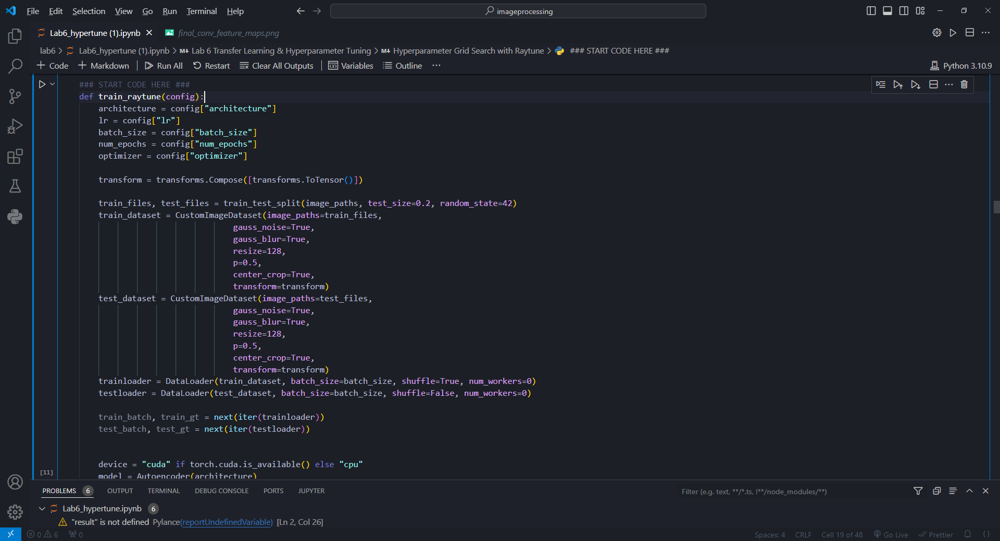 File Edit Selection View Go Run Terminal Help
imageprocessing
Lab6_hypertune (1).ipynb
final_conv_feature_maps.png
lab6 > Lab6_hypertune (1).ipynb > M↓ Lab 6 Transfer Learning & Hyperparameter Tuning > M↓ Hyperparameter Grid Search with Raytune > ### START CODE HERE ###
+ Code + Markdown | Run All Restart Clear All Outputs | Variables Outline ...
Python 3.10.9
### START CODE HERE ###
def train_raytune(config):
architecture = config["architecture"]
lr = config["lr"]
batch_size = config["batch_size"]
num_epochs = config["num_epochs"]
optimizer = config["optimizer"]
transform = transforms.Compose([transforms.ToTensor()])
train_files, test_files = train_test_split(image_paths, test_size=0.2, random_state=42)
train_dataset = CustomImageDataset(image_paths=train_files,
gauss_noise=True,
gauss_blur=True,
resize=128,
p=0.5,
center_crop=True,
transform=transform)
test_dataset = CustomImageDataset(image_paths=test_files,
gauss_noise=True,
gauss_blur=True,
resize=128,
p=0.5,
center_crop=True,
transform=transform)
trainloader = DataLoader(train_dataset, batch_size=batch_size, shuffle=True, num_workers=0)
testloader = DataLoader(test_dataset, batch_size=batch_size, shuffle=False, num_workers=0)
train_batch, train_gt = next(iter(trainloader))
test_batch, test_gt = next(iter(testloader))
device = "cuda" if torch.cuda.is_available() else "cpu"
model = Autoencoder(architecture)
[11]
PROBLEMS 6 OUTPUT TERMINAL DEBUG CONSOLE PORTS JUPYTER
Filter (e.g. text, **/*.ts, !**/node_modules/**)
Lab6_hypertune.ipynb 6
"result" is not defined Pylance(reportUndefinedVariable) [Ln 2, Col 26]
0 6 0
Spaces: 4 CRLF Cell 19 of 48 Go Live Prettier